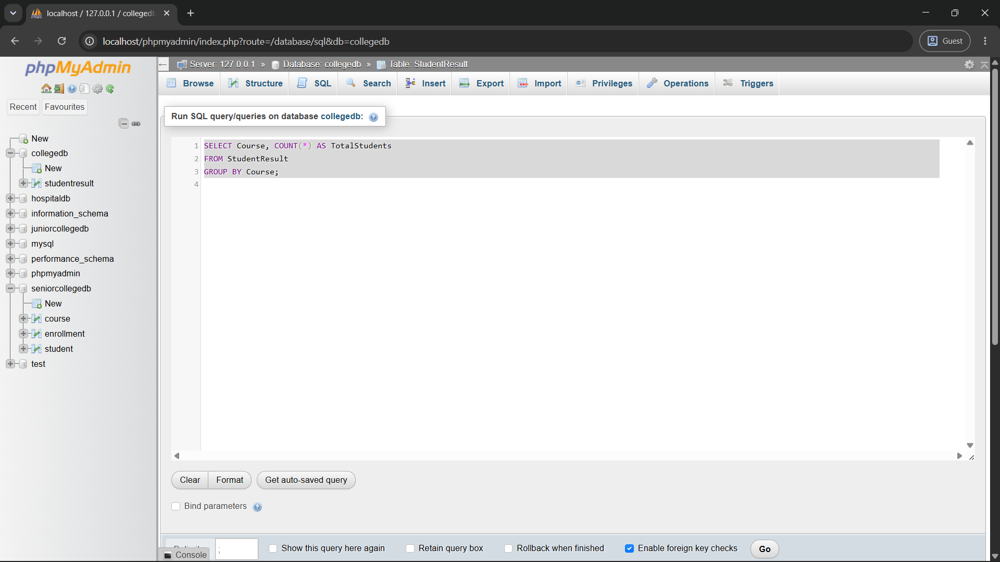 localhost / 127.0.0.1 / collegedb
localhost/phpmyadmin/index.php?route=/database/sql&db=collegedb
Guest
phpMyAdmin
Recent
Favourites
New
collegedb
New
studentresult
hospitaldb
information_schema
juniorcollegedb
mysql
performance_schema
phpmyadmin
seniorcollegedb
New
course
enrollment
student
test
Server: 127.0.0.1 » Database: collegedb » Table: StudentResult
Browse Structure SQL Search Insert Export Import Privileges Operations Triggers
Run SQL query/queries on database collegedb:
1 SELECT Course, COUNT(*) AS TotalStudents
2 FROM StudentResult
3 GROUP BY Course;
4
Clear Format Get auto-saved query
Bind parameters
; Show this query here again Retain query box Rollback when finished Enable foreign key checks Go
Console